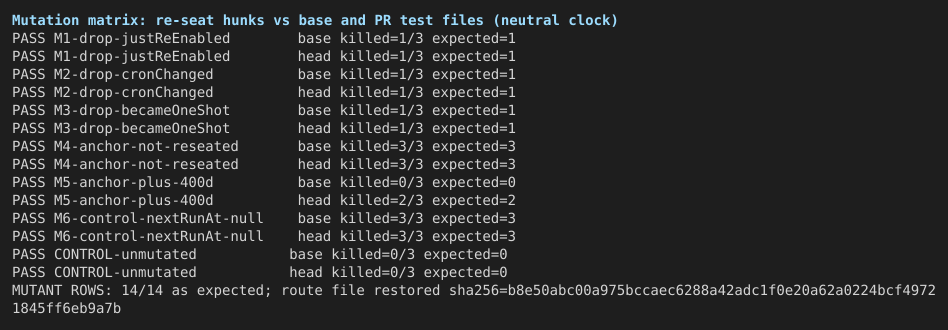 Mutation matrix: re-seat hunks vs base and PR test files (neutral clock)
PASS M1-drop-justReEnabled base killed=1/3 expected=1
PASS M1-drop-justReEnabled head killed=1/3 expected=1
PASS M2-drop-cronChanged base killed=1/3 expected=1
PASS M2-drop-cronChanged head killed=1/3 expected=1
PASS M3-drop-becameOneShot base killed=1/3 expected=1
PASS M3-drop-becameOneShot head killed=1/3 expected=1
PASS M4-anchor-not-reseated base killed=3/3 expected=3
PASS M4-anchor-not-reseated head killed=3/3 expected=3
PASS M5-anchor-plus-400d base killed=0/3 expected=0
PASS M5-anchor-plus-400d head killed=2/3 expected=2
PASS M6-control-nextRunAt-null base killed=3/3 expected=3
PASS M6-control-nextRunAt-null head killed=3/3 expected=3
PASS CONTROL-unmutated base killed=0/3 expected=0
PASS CONTROL-unmutated head killed=0/3 expected=0
MUTANT ROWS: 14/14 as expected; route file restored sha256=b8e50abc00a975bccaec6288a42adc1f0e20a62a0224bcf4972
1845ff6eb9a7b